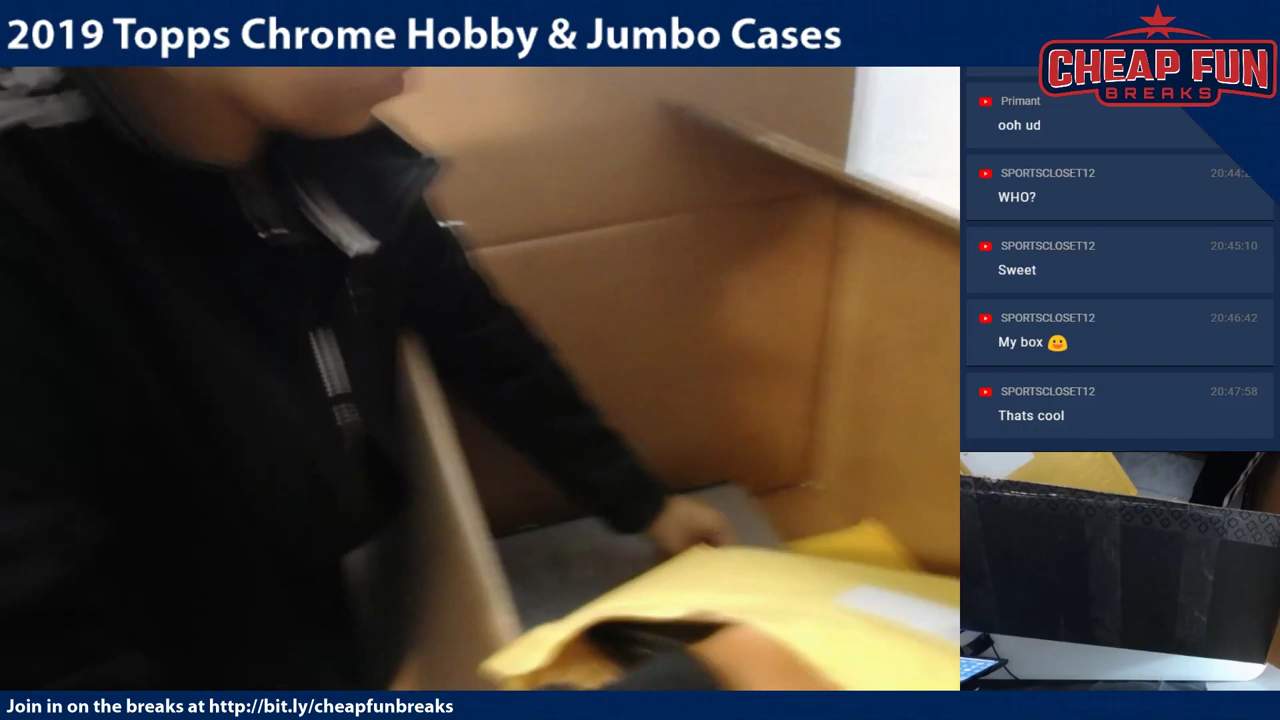 2019 Topps Chrome Hobby & Jumbo Cases
CHEAP FUN
BREAKS
Primant
ooh ud
SPORTSCLOSET12
WHO?
SPORTSCLOSET12 20:45:10
Sweet
SPORTSCLOSET12 20:46:42
My box
SPORTSCLOSET12 20:47:58
Thats cool
Join in on the breaks at http://bit.ly/cheapfunbreaks